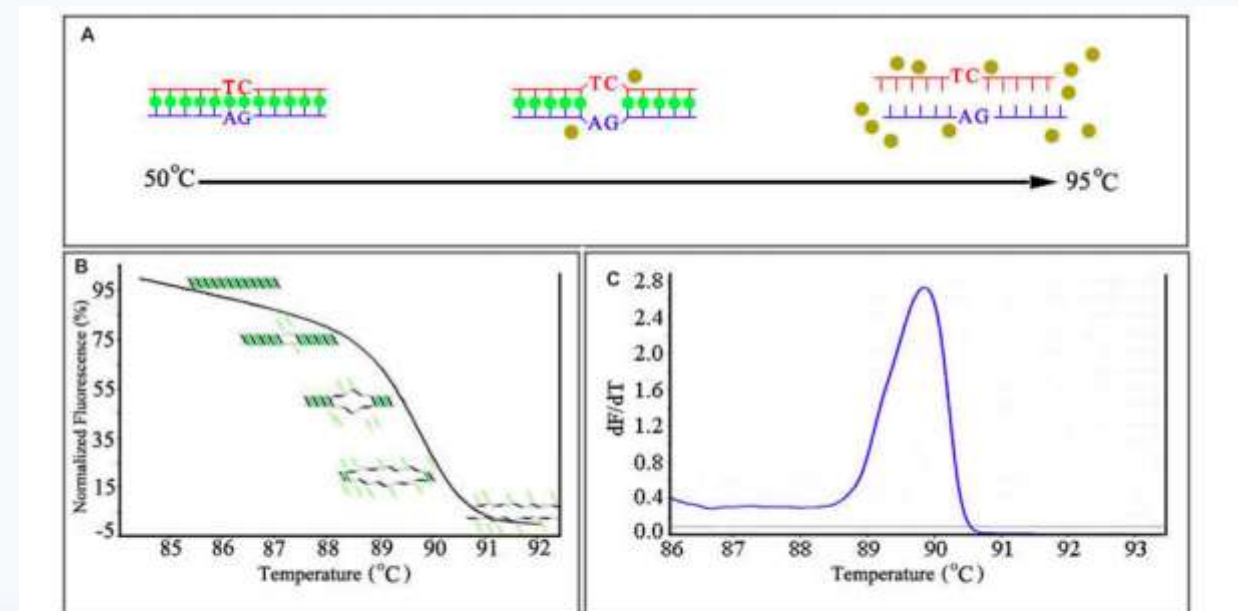 A
TC
AG
TC
AG
TC
AG
50°C
95°C
B
Normalized Fluorescence (%)
95
75
55
35
15
-5
85 86 87 88 89 90 91 92
Temperature (°C)
C
dF/dT
2.8
2.4
2.0
1.6
1.2
0.8
0.4
0.0
86 87 88 89 90 91 92 93
Temperature (°C)